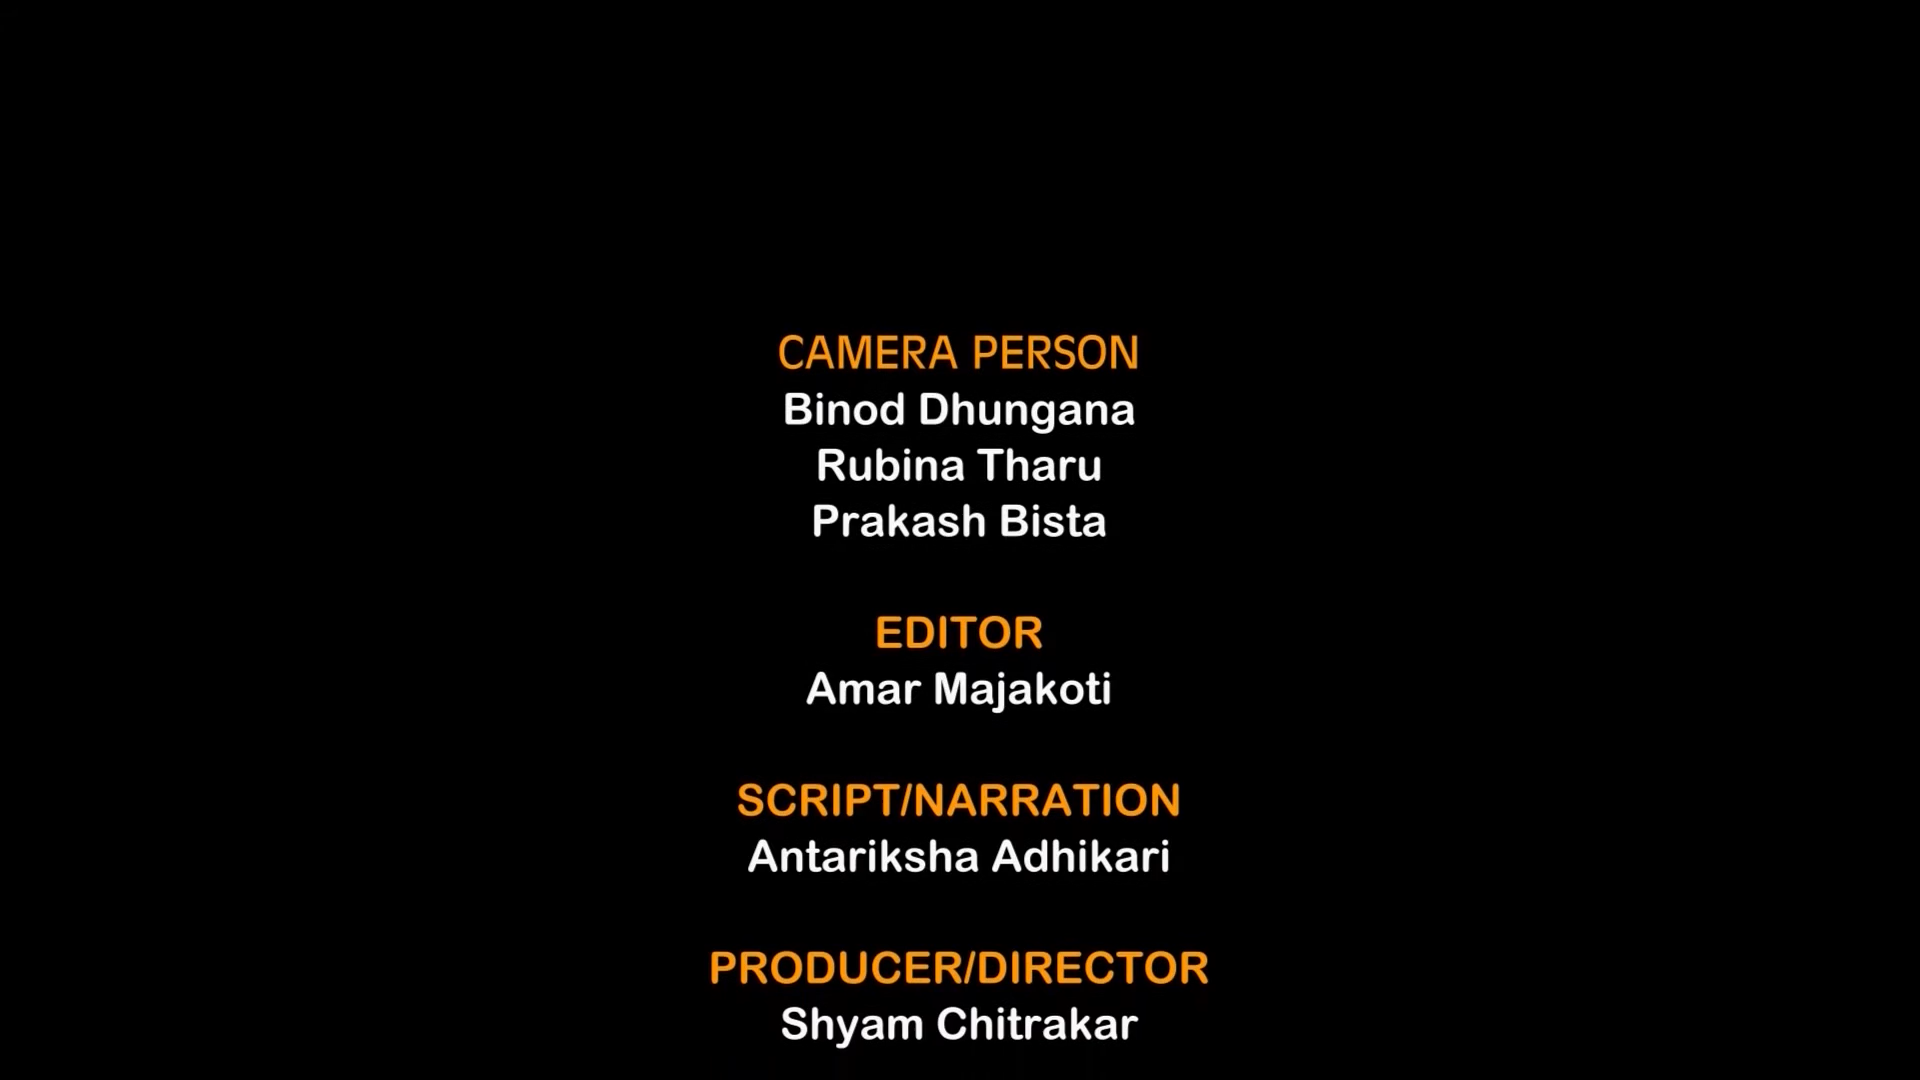 CAMERA PERSON
Binod Dhungana
Rubina Tharu
Prakash Bista
EDITOR
Amar Majakoti
SCRIPT/NARRATION
Antariksha Adhikari
PRODUCER/DIRECTOR
Shyam Chitrakar